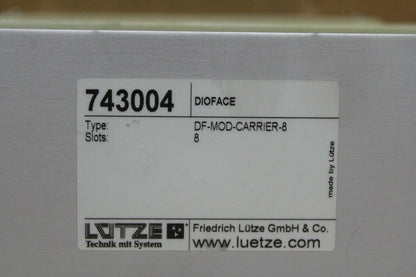 743004 DIOFACE
Type: DF-MOD-CARRIER-8
Slots: 8
made by Lütze
LÜTZE
Technik mit System
Friedrich Lütze GmbH & Co.
www.luetze.com